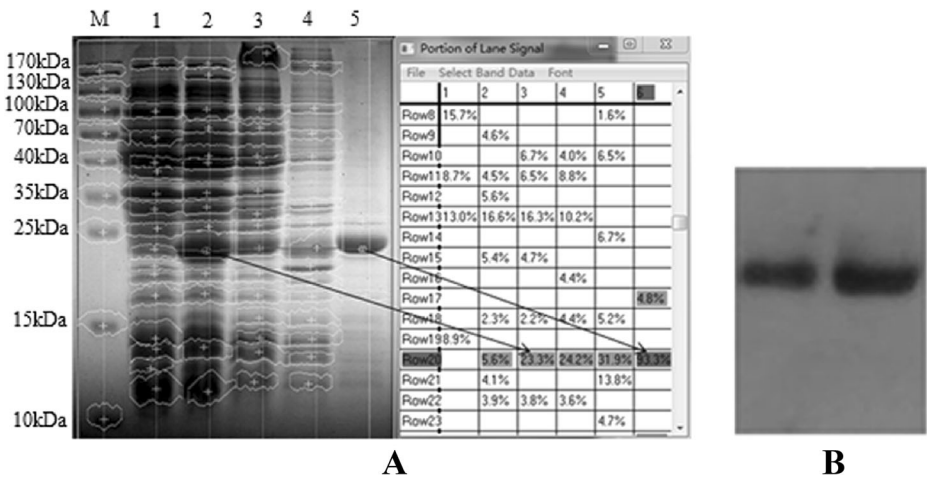 M 1 2 3 4 5
170kDa
130kDa
100kDa
70kDa
40kDa
35kDa
25kDa
15kDa
10kDa
Portion of Lane Signal
File Select Band Data Font
1 2 3 4 5 6
Row8 15.7% 1.6%
Row9 4.6%
Row10 6.7% 4.0% 6.5%
Row11 8.7% 4.5% 6.5% 8.8%
Row12 5.6%
Row13 13.0% 16.6% 16.3% 10.2%
Row14 6.7%
Row15 5.4% 4.7%
Row16 4.4%
Row17 4.8%
Row18 2.3% 2.2% 4.4% 5.2%
Row19 8.9%
Row20 5.6% 23.3% 24.2% 31.9% 93.3%
Row21 4.1% 13.8%
Row22 3.9% 3.8% 3.6%
Row23 4.7%
A
B